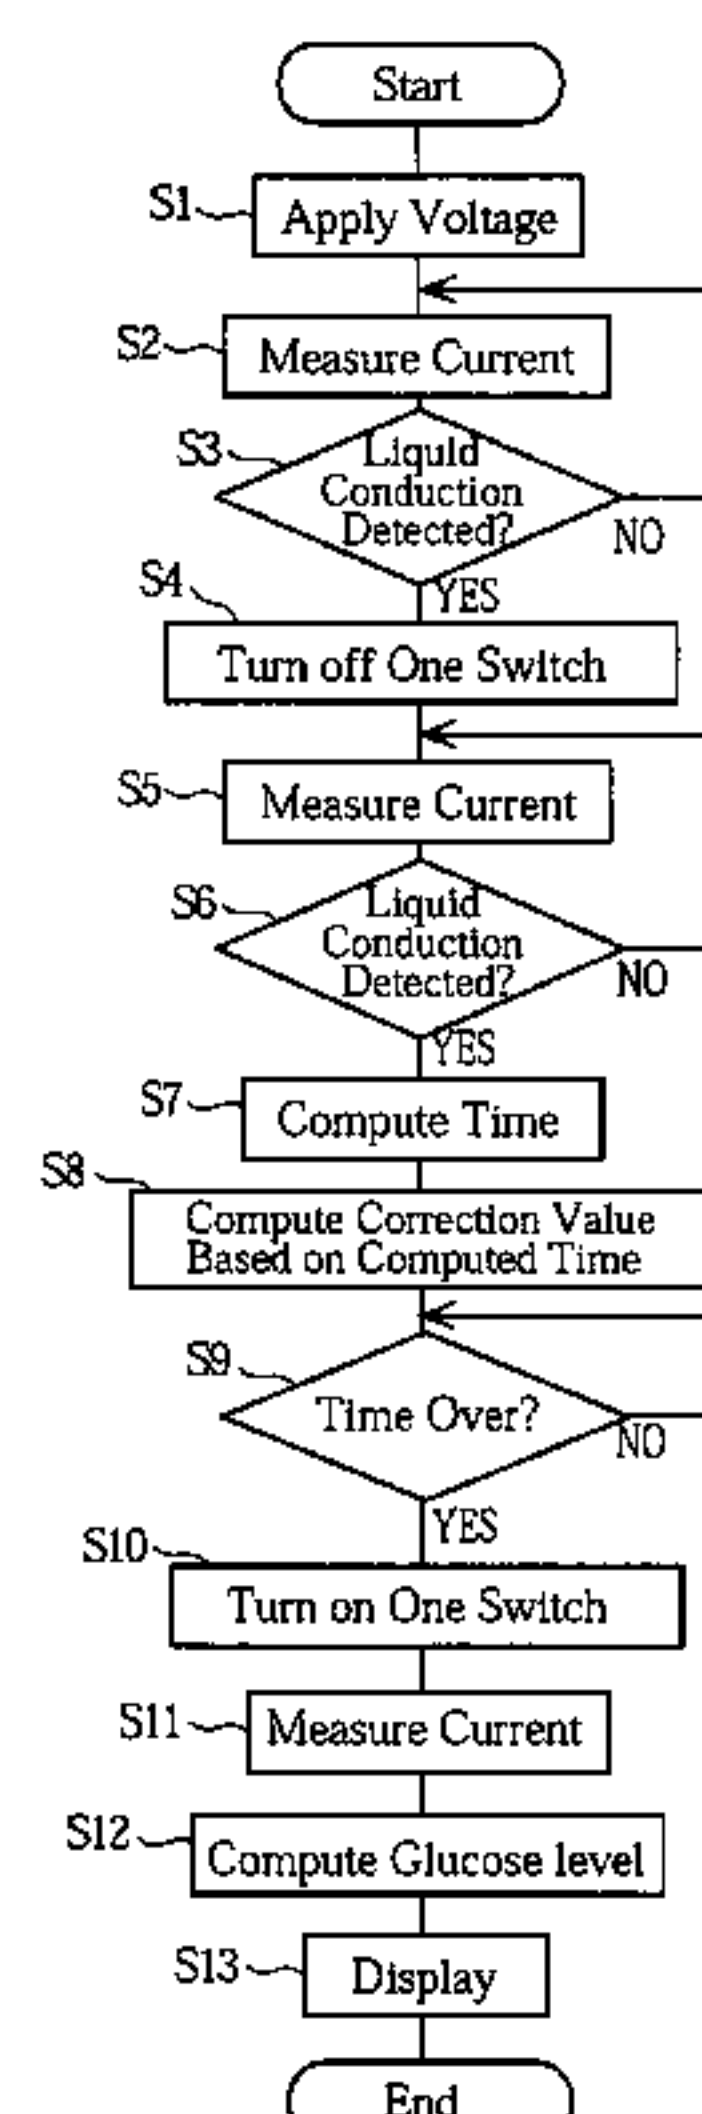 Start
S1
Apply Voltage
S2
Measure Current
S3
Liquid
Conduction
Detected?
NO
YES
S4
Turn off One Switch
S5
Measure Current
S6
Liquid
Conduction
Detected?
NO
YES
S7
Compute Time
S8
Compute Correction Value
Based on Computed Time
S9
Time Over?
NO
YES
S10
Turn on One Switch
S11
Measure Current
S12
Compute Glucose level
S13
Display
End